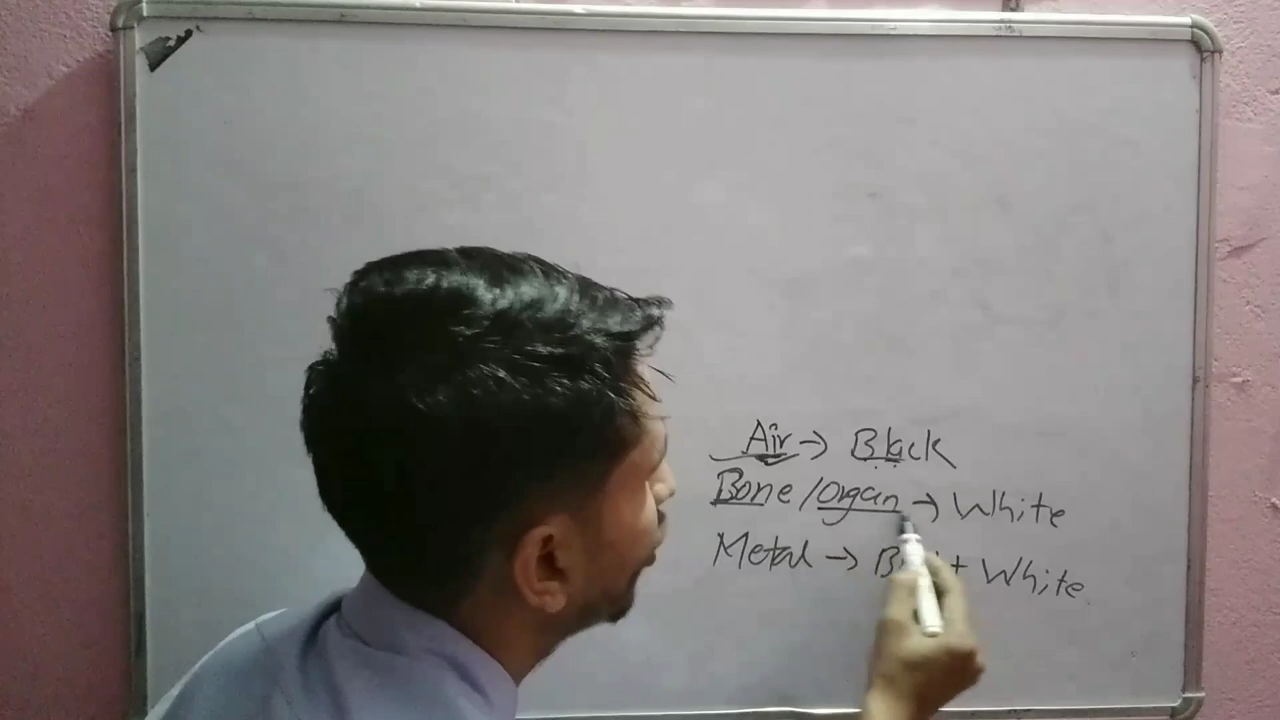 Air → Black
Bone / organ → White
Metal → White